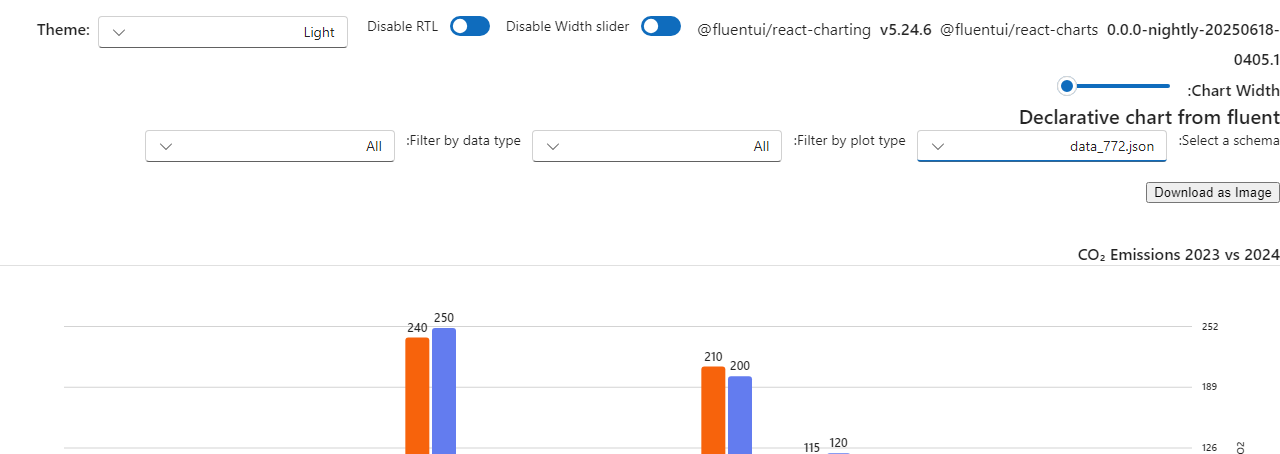 Theme: Light Disable RTL Disable Width slider @fluentui/react-charting v5.24.6 @fluentui/react-charts 0.0.0-nightly-20250618-
0405.1
:Chart Width
Declarative chart from fluent
:Select a schema data_772.json :Filter by plot type All :Filter by data type All
Download as Image
CO₂ Emissions 2023 vs 2024
250
252
240
210
200
189
120
115
126